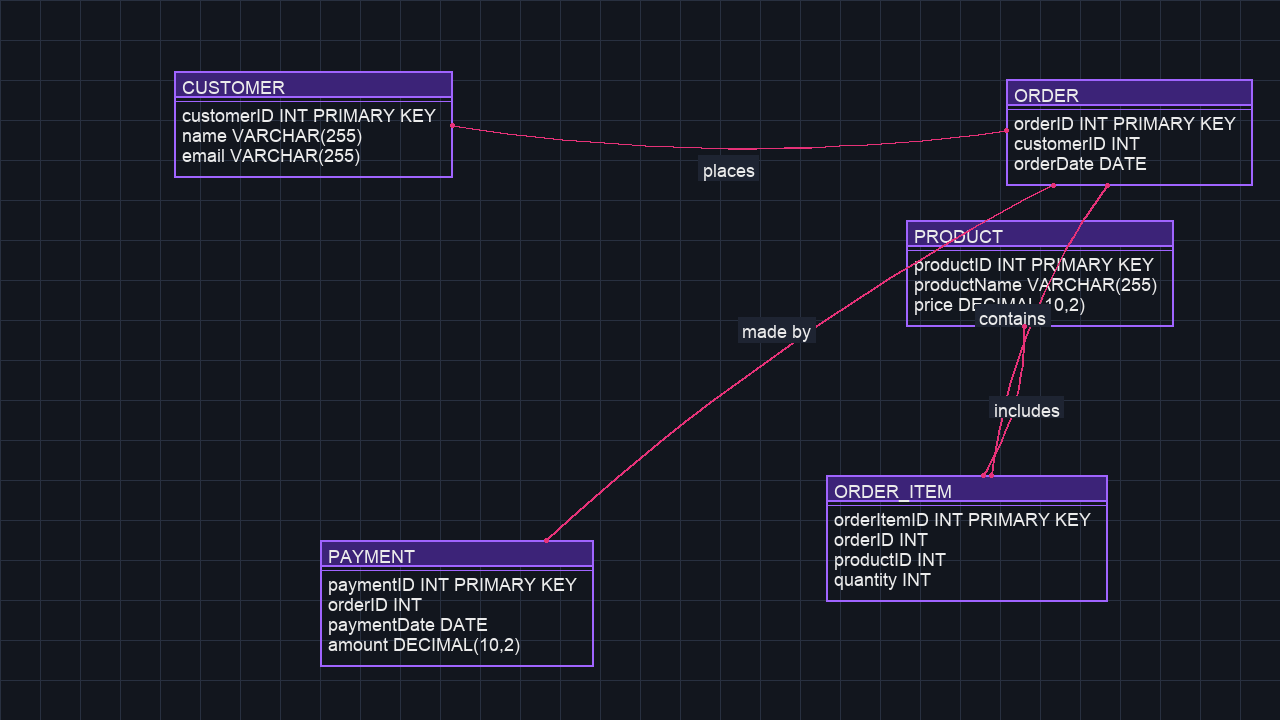 CUSTOMER
customerID INT PRIMARY KEY
name VARCHAR(255)
email VARCHAR(255)
places
ORDER
orderID INT PRIMARY KEY
customerID INT
orderDate DATE
PRODUCT
productID INT PRIMARY KEY
productName VARCHAR(255)
price DECIMAL(10,2)
contains
made by
includes
ORDER_ITEM
orderItemID INT PRIMARY KEY
orderID INT
productID INT
quantity INT
PAYMENT
paymentID INT PRIMARY KEY
orderID INT
paymentDate DATE
amount DECIMAL(10,2)